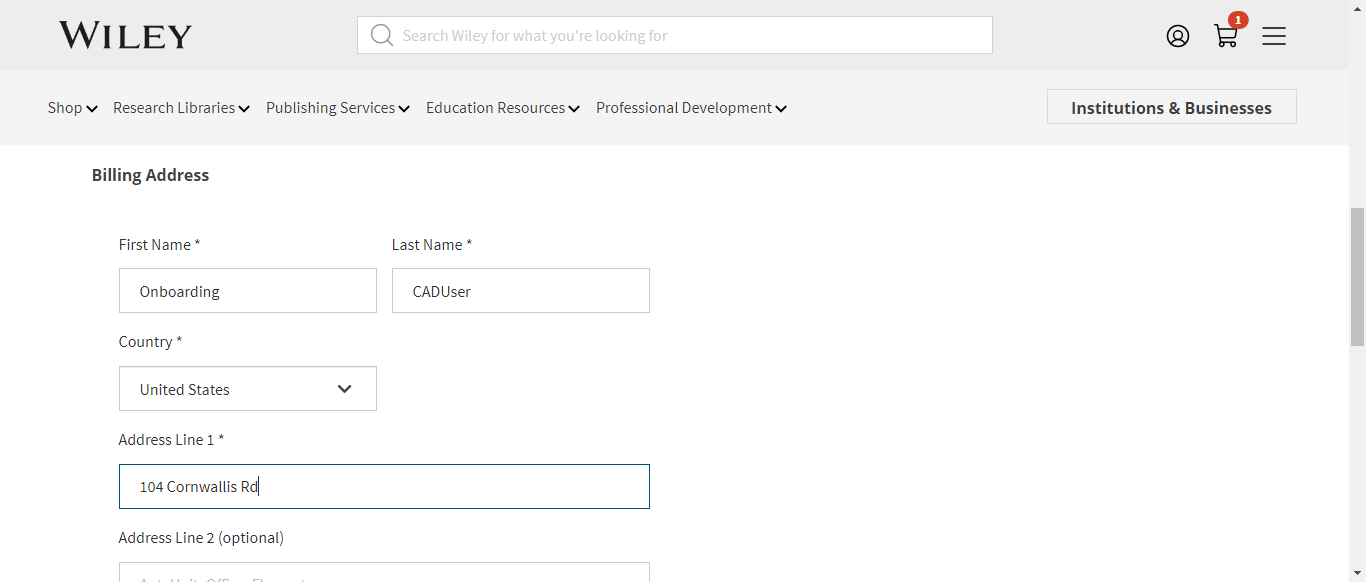 WILEY
Search Wiley for what you're looking for
1
Shop
Research Libraries
Publishing Services
Education Resources
Professional Development
Institutions & Businesses
Billing Address
First Name *
Last Name *
Onboarding
CADUser
Country *
United States
Address Line 1 *
104 Cornwallis Rd
Address Line 2 (optional)